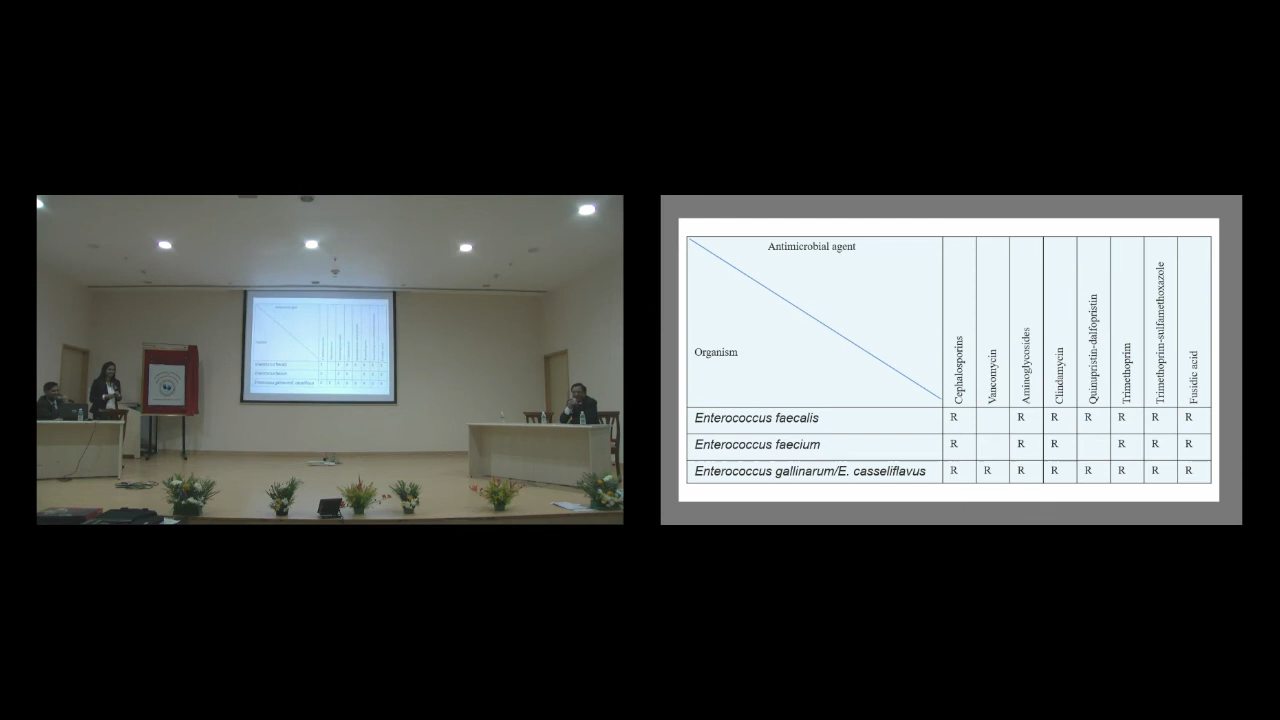 Antimicrobial agent
Organism
Cephalosporins
Vancomycin
Aminoglycosides
Clindamycin
Quinupristin-dalfopristin
Trimethoprim
Trimethoprim-sulfamethoxazole
Fusidic acid
Enterococcus faecalis R R R R R R R
Enterococcus faecium R R R R R R
Enterococcus gallinarum/E. casseliflavus R R R R R R R R